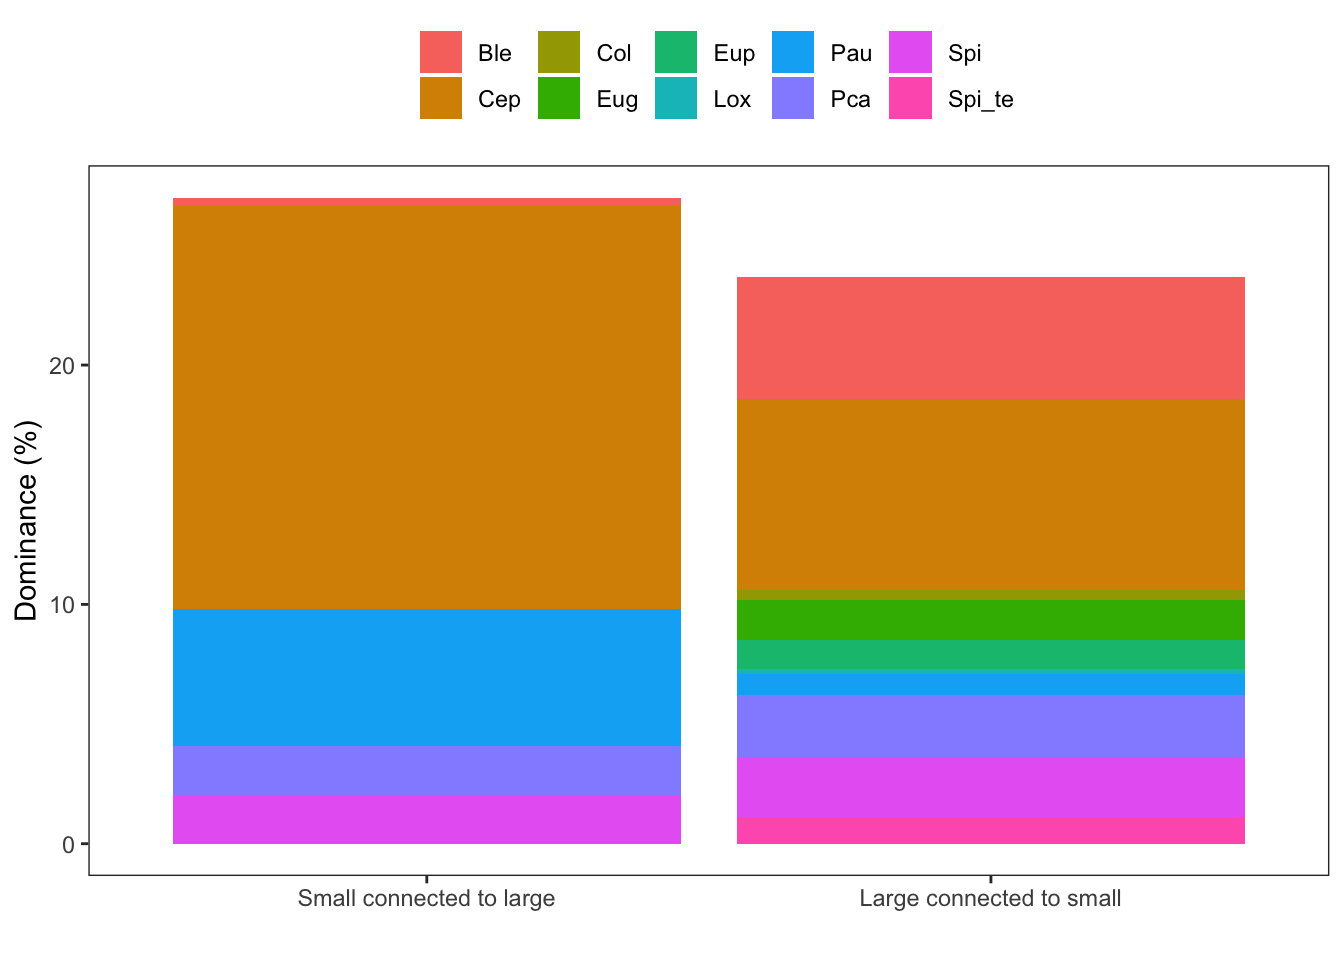 Ble Col Eup Pau Spi
Cep Eug Lox Pca Spi_te
Dominance (%)
20
10
0
Small connected to large Large connected to small